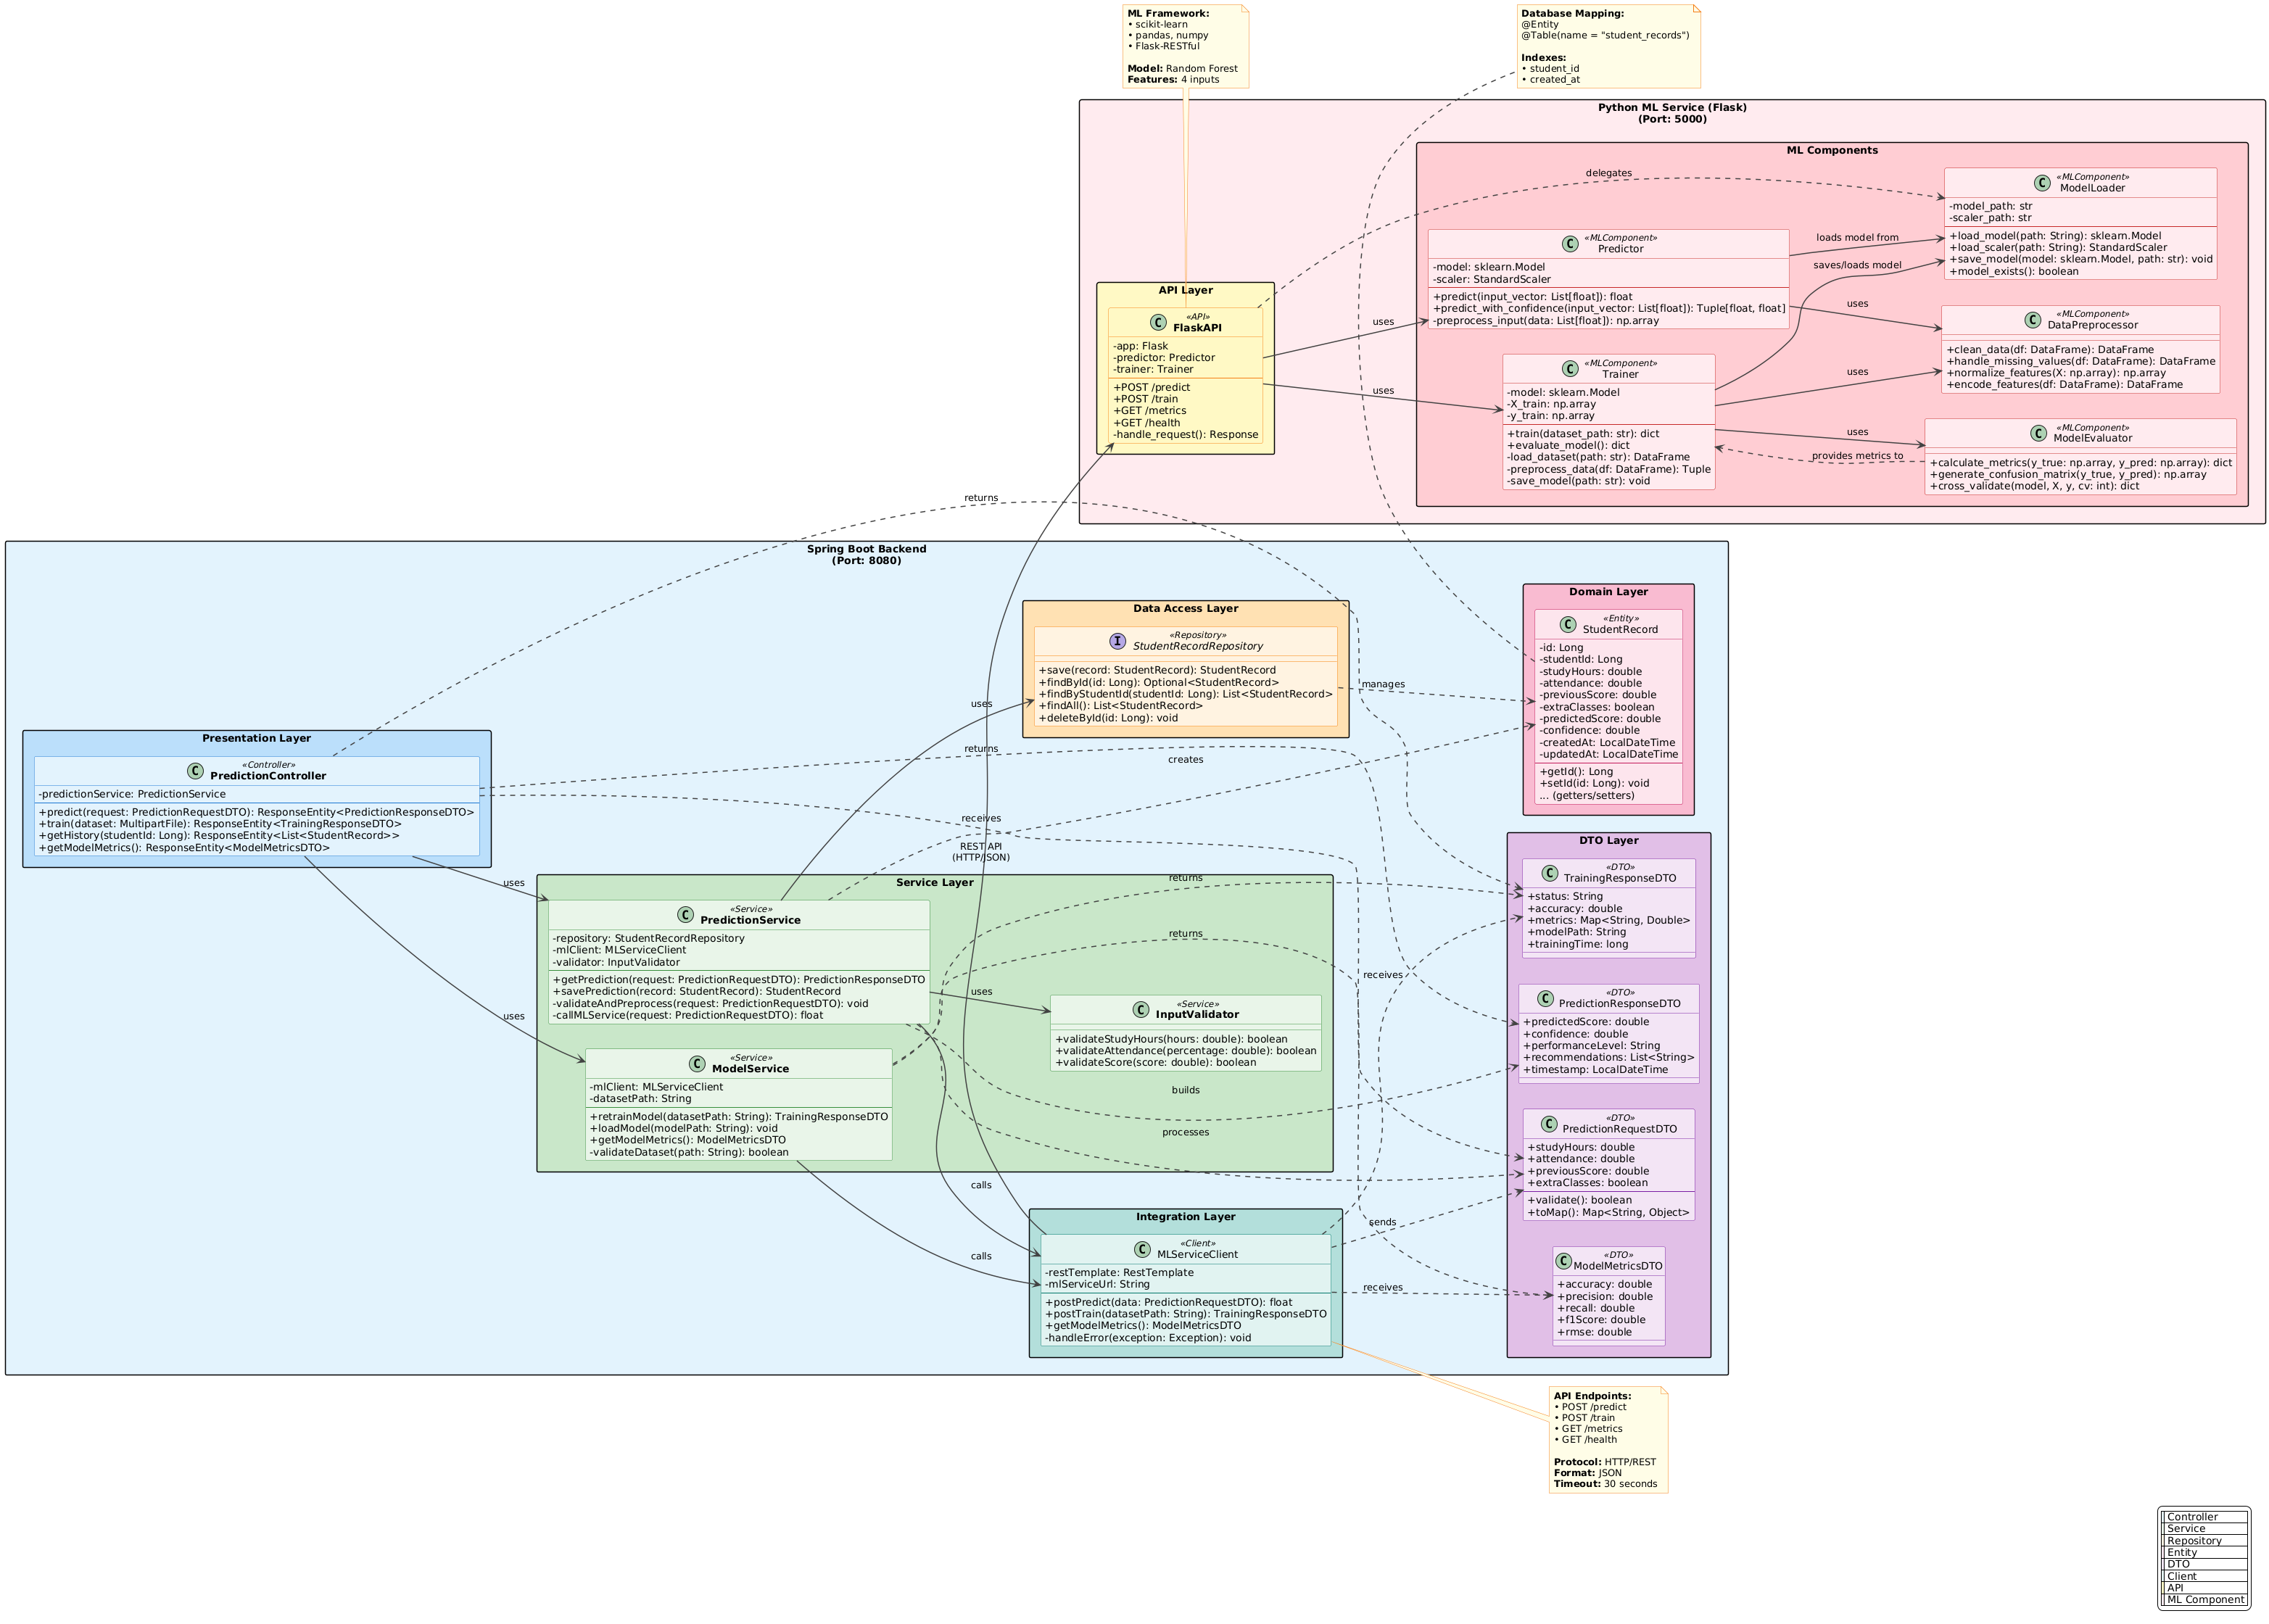 ML Framework:
• scikit-learn
• pandas, numpy
• Flask-RESTful
Model: Random Forest
Features: 4 inputs
Database Mapping:
@Entity
@Table(name = "student_records")
Indexes:
• student_id
• created_at
Python ML Service (Flask)
(Port: 5000)
ML Components
delegates
«MLComponent»
ModelLoader
-model_path: str
-scaler_path: str
+load_model(path: String): sklearn.Model
+load_scaler(path: String): StandardScaler
+save_model(model: sklearn.Model, path: str): void
+model_exists(): boolean
«MLComponent»
Predictor
-model: sklearn.Model
-scaler: StandardScaler
+predict(input_vector: List[float]): float
+predict_with_confidence(input_vector: List[float]): Tuple[float, float]
-preprocess_input(data: List[float]): np.array
loads model from
saves/loads model
uses
«MLComponent»
DataPreprocessor
+clean_data(df: DataFrame): DataFrame
+handle_missing_values(df: DataFrame): DataFrame
+normalize_features(X: np.array): np.array
+encode_features(df: DataFrame): DataFrame
API Layer
«API»
FlaskAPI
-app: Flask
-predictor: Predictor
-trainer: Trainer
+POST /predict
+POST /train
+GET /metrics
+GET /health
-handle_request(): Response
uses
uses
«MLComponent»
Trainer
-model: sklearn.Model
-X_train: np.array
-y_train: np.array
+train(dataset_path: str): dict
+evaluate_model(): dict
-load_dataset(path: str): DataFrame
-preprocess_data(df: DataFrame): Tuple
-save_model(path: str): void
uses
uses
provides metrics to
«MLComponent»
ModelEvaluator
+calculate_metrics(y_true: np.array, y_pred: np.array): dict
+generate_confusion_matrix(y_true, y_pred): np.array
+cross_validate(model, X, y, cv: int): dict
Spring Boot Backend
(Port: 8080)
returns
Data Access Layer
«Repository»
StudentRecordRepository
+save(record: StudentRecord): StudentRecord
+findById(id: Long): Optional<StudentRecord>
+findByStudentId(studentId: Long): List<StudentRecord>
+findAll(): List<StudentRecord>
+deleteById(id: Long): void
manages
Domain Layer
«Entity»
StudentRecord
-id: Long
-studentId: Long
-studyHours: double
-attendance: double
-previousScore: double
-extraClasses: boolean
-predictedScore: double
-confidence: double
-createdAt: LocalDateTime
-updatedAt: LocalDateTime
+getId(): Long
+setId(id: Long): void
... (getters/setters)
Presentation Layer
«Controller»
PredictionController
-predictionService: PredictionService
+predict(request: PredictionRequestDTO): ResponseEntity<PredictionResponseDTO>
+train(dataset: MultipartFile): ResponseEntity<TrainingResponseDTO>
+getHistory(studentId: Long): ResponseEntity<List<StudentRecord>>
+getModelMetrics(): ResponseEntity<ModelMetricsDTO>
uses
returns
creates
receives
REST API
(HTTP/JSON)
uses
uses
Service Layer
«Service»
PredictionService
-repository: StudentRecordRepository
-mlClient: MLServiceClient
-validator: InputValidator
+getPrediction(request: PredictionRequestDTO): PredictionResponseDTO
+savePrediction(record: StudentRecord): StudentRecord
-validateAndPreprocess(request: PredictionRequestDTO): void
-callMLService(request: PredictionRequestDTO): float
uses
«Service»
InputValidator
+validateStudyHours(hours: double): boolean
+validateAttendance(percentage: double): boolean
+validateScore(score: double): boolean
«Service»
ModelService
-mlClient: MLServiceClient
-datasetPath: String
+retrainModel(datasetPath: String): TrainingResponseDTO
+loadModel(modelPath: String): void
+getModelMetrics(): ModelMetricsDTO
-validateDataset(path: String): boolean
returns
returns
receives
builds
processes
calls
calls
DTO Layer
«DTO»
TrainingResponseDTO
+status: String
+accuracy: double
+metrics: Map<String, Double>
+modelPath: String
+trainingTime: long
«DTO»
PredictionResponseDTO
+predictedScore: double
+confidence: double
+performanceLevel: String
+recommendations: List<String>
+timestamp: LocalDateTime
«DTO»
PredictionRequestDTO
+studyHours: double
+attendance: double
+previousScore: double
+extraClasses: boolean
+validate(): boolean
+toMap(): Map<String, Object>
«DTO»
ModelMetricsDTO
+accuracy: double
+precision: double
+recall: double
+f1Score: double
+rmse: double
Integration Layer
«Client»
MLServiceClient
-restTemplate: RestTemplate
-mlServiceUrl: String
+postPredict(data: PredictionRequestDTO): float
+postTrain(datasetPath: String): TrainingResponseDTO
+getModelMetrics(): ModelMetricsDTO
-handleError(exception: Exception): void
sends
receives
API Endpoints:
• POST /predict
• POST /train
• GET /metrics
• GET /health
Protocol: HTTP/REST
Format: JSON
Timeout: 30 seconds
Controller
Service
Repository
Entity
DTO
Client
API
ML Component